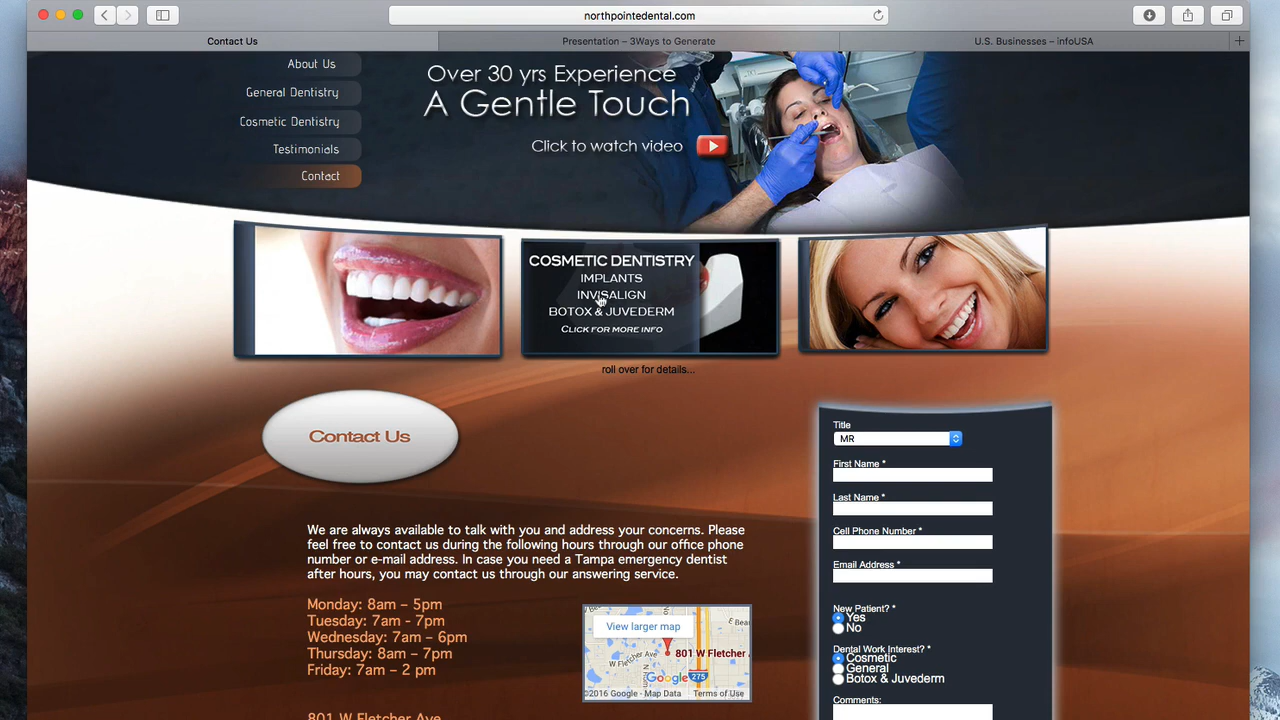 northpointedental.com
Contact Us
Presentation – 3Ways to Generate
U.S. Businesses – infoUSA
About Us
General Dentistry
Cosmetic Dentistry
Testimonials
Contact
Over 30 yrs Experience
A Gentle Touch
Click to watch video
COSMETIC DENTISTRY
IMPLANTS
INVISALIGN
BOTOX & JUVEDERM
CLICK FOR MORE INFO
roll over for details...
Contact Us
We are always available to talk with you and address your concerns. Please
feel free to contact us during the following hours through our office phone
number or e-mail address. In case you need a Tampa emergency dentist
after hours, you may contact us through our answering service.
Monday: 8am – 5pm
Tuesday: 7am - 7pm
Wednesday: 7am – 6pm
Thursday: 8am – 7pm
Friday: 7am – 2 pm
801 W Fletcher Ave
View larger map
W Fletcher Ave
801 W Fletcher
E Bear
Google
275
©2016 Google - Map Data
Terms of Use
Title
MR
First Name *
Last Name *
Cell Phone Number *
Email Address *
New Patient? *
Yes
No
Dental Work Interest? *
Cosmetic
General
Botox & Juvederm
Comments: